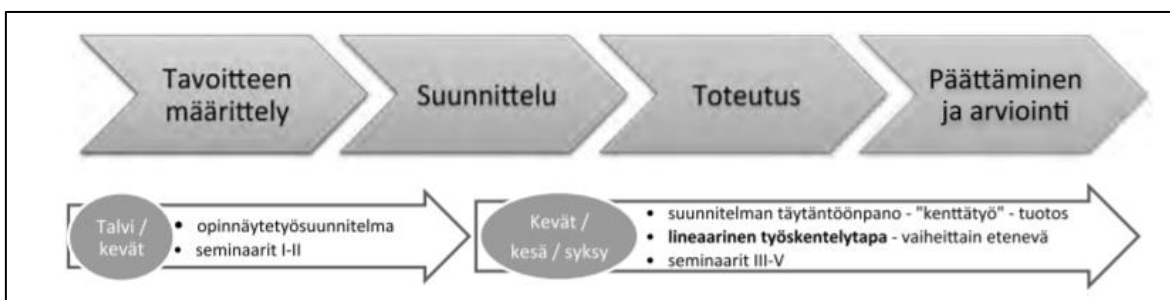 Tavoitteen
määrittely
Suunnittelu
Toteutus
Päättäminen
ja arviointi
Talvi /
kevät
• opinnäytetyösuunnitelma
• seminaarit I-II
Kevät /
kesä / syksy
• suunnitelman täytäntöönpano - "kenttätyö" - tuotos
• lineaarinen työskentelytapa - vaiheittain etenevä
• seminaarit III-V